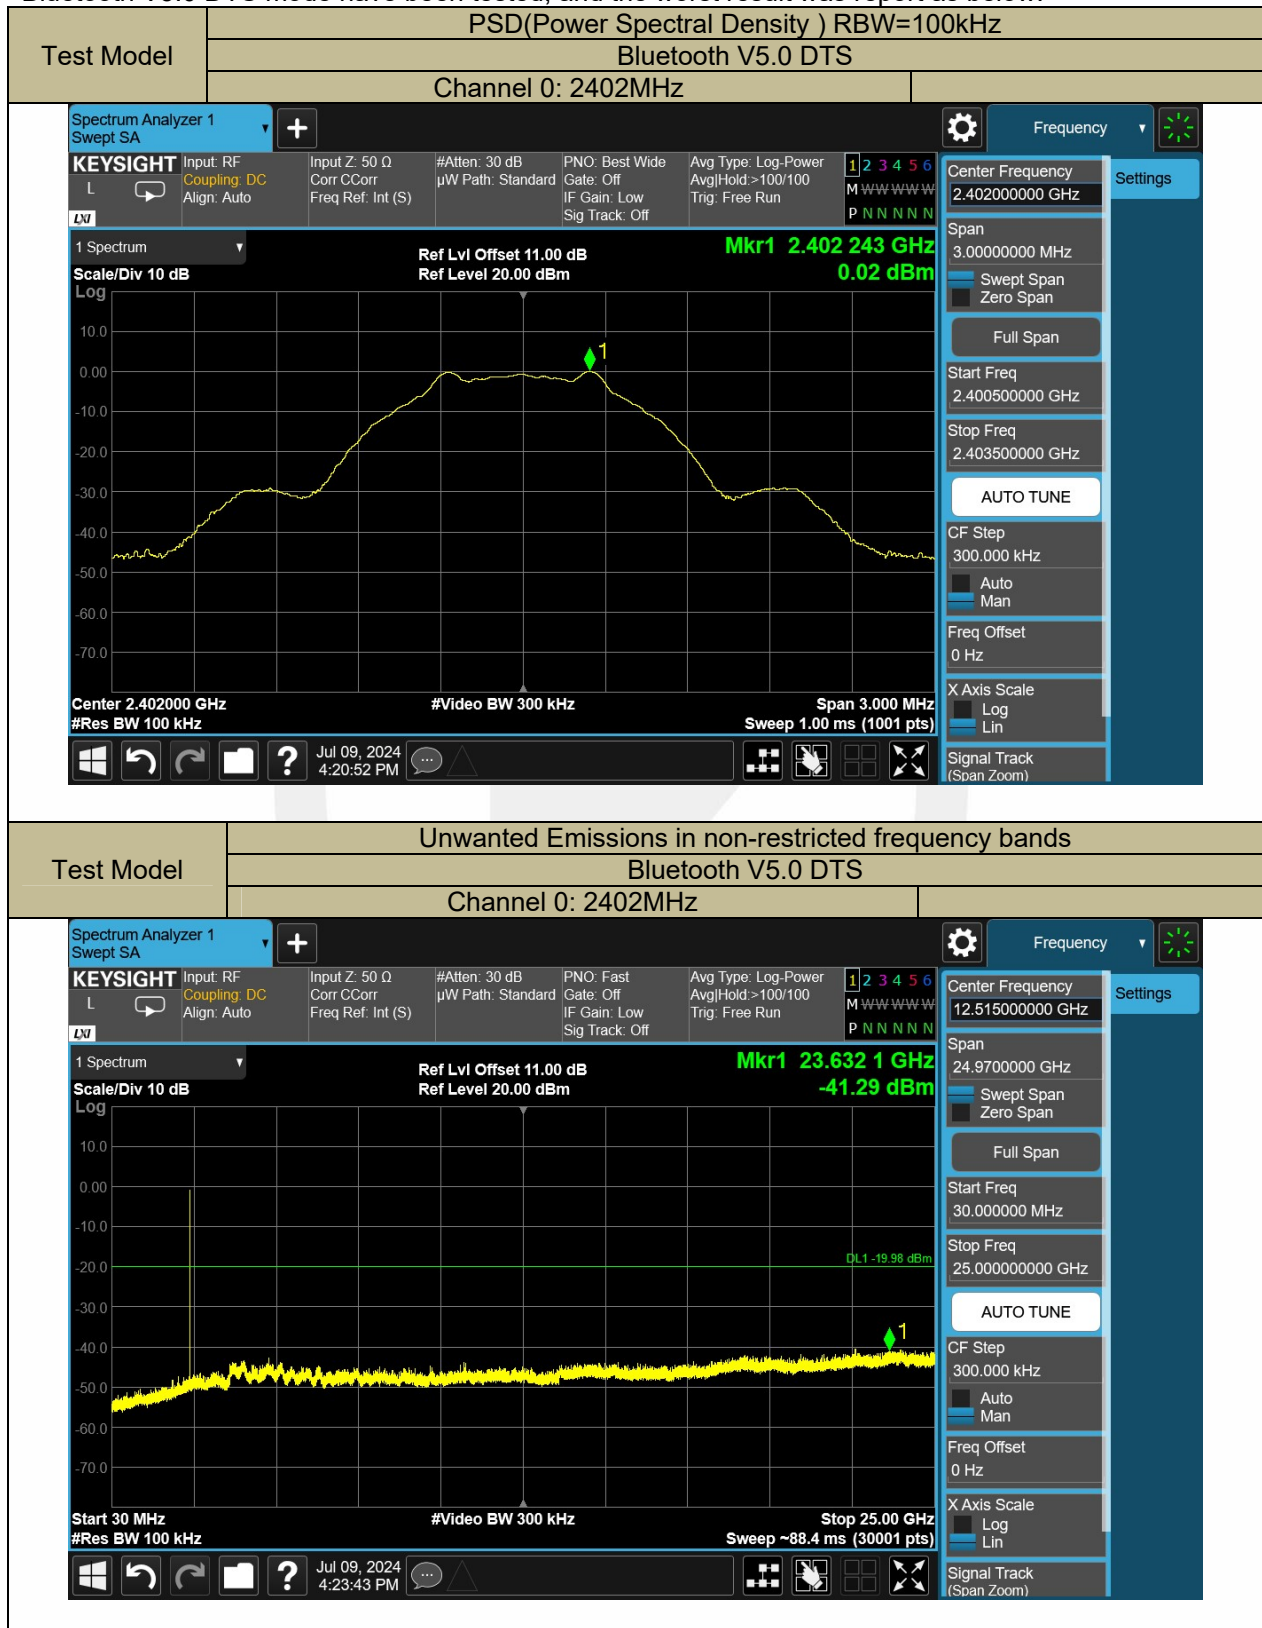 Bluetooth V5.0 DTS mode have been tested, and the worst result was report as below:
Test Model
PSD(Power Spectral Density ) RBW=100kHz
Bluetooth V5.0 DTS
Channel 0: 2402MHz
Spectrum Analyzer 1
Swept SA
Frequency
KEYSIGHT
L
LXI
Input: RF
Coupling: DC
Align: Auto
Input Z: 50 Ω
Corr CCorr
Freq Ref: Int (S)
#Atten: 30 dB
µW Path: Standard
PNO: Best Wide
Gate: Off
IF Gain: Low
Sig Track: Off
Avg Type: Log-Power
Avg|Hold:>100/100
Trig: Free Run
1 2 3 4 5 6
M W W W W W
P N N N N N
1 Spectrum
Scale/Div 10 dB
Log
Ref Lvl Offset 11.00 dB
Ref Level 20.00 dBm
Mkr1 2.402 243 GHz
0.02 dBm
1
10.0
0.00
-10.0
-20.0
-30.0
-40.0
-50.0
-60.0
-70.0
Center 2.402000 GHz
#Res BW 100 kHz
#Video BW 300 kHz
Span 3.000 MHz
Sweep 1.00 ms (1001 pts)
Jul 09, 2024
4:20:52 PM
Center Frequency
2.402000000 GHz
Settings
Span
3.00000000 MHz
Swept Span
Zero Span
Full Span
Start Freq
2.400500000 GHz
Stop Freq
2.403500000 GHz
AUTO TUNE
CF Step
300.000 kHz
Auto
Man
Freq Offset
0 Hz
X Axis Scale
Log
Lin
Signal Track
(Span Zoom)
Test Model
Unwanted Emissions in non-restricted frequency bands
Bluetooth V5.0 DTS
Channel 0: 2402MHz
Spectrum Analyzer 1
Swept SA
Frequency
KEYSIGHT
L
LXI
Input: RF
Coupling: DC
Align: Auto
Input Z: 50 Ω
Corr CCorr
Freq Ref: Int (S)
#Atten: 30 dB
µW Path: Standard
PNO: Fast
Gate: Off
IF Gain: Low
Sig Track: Off
Avg Type: Log-Power
Avg|Hold:>100/100
Trig: Free Run
1 2 3 4 5 6
M W W W W W
P N N N N N
1 Spectrum
Scale/Div 10 dB
Log
Ref Lvl Offset 11.00 dB
Ref Level 20.00 dBm
Mkr1 23.632 1 GHz
-41.29 dBm
10.0
0.00
-10.0
DL1 -19.98 dBm
-20.0
-30.0
1
-40.0
-50.0
-60.0
-70.0
Start 30 MHz
#Res BW 100 kHz
#Video BW 300 kHz
Stop 25.00 GHz
Sweep ~88.4 ms (30001 pts)
Jul 09, 2024
4:23:43 PM
Center Frequency
12.515000000 GHz
Settings
Span
24.9700000 GHz
Swept Span
Zero Span
Full Span
Start Freq
30.000000 MHz
Stop Freq
25.000000000 GHz
AUTO TUNE
CF Step
300.000 kHz
Auto
Man
Freq Offset
0 Hz
X Axis Scale
Log
Lin
Signal Track
(Span Zoom)